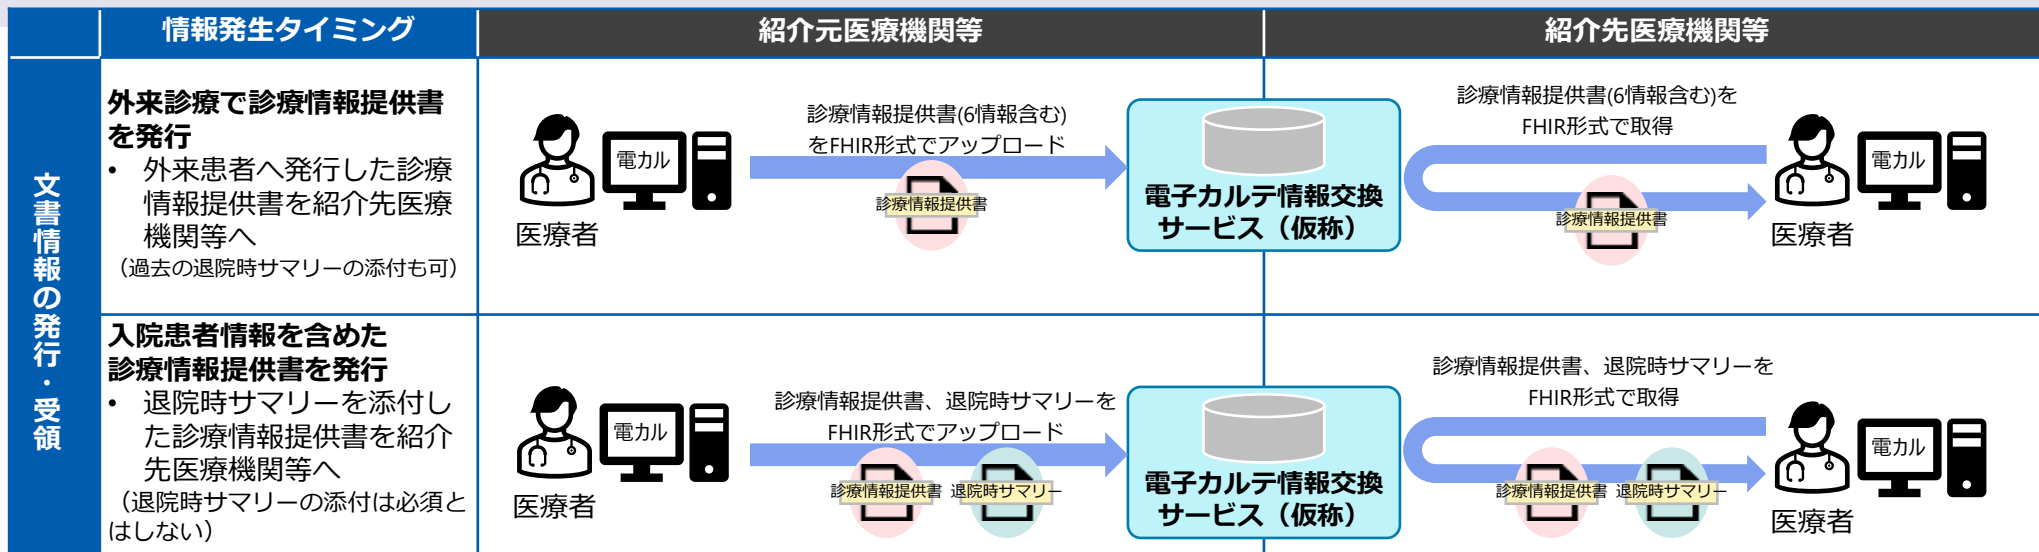 情報発生タイミング
紹介元医療機関等
紹介先医療機関等
文書情報の発行・受領
外来診療で診療情報提供書
を発行
• 外来患者へ発行した診療
情報提供書を紹介先医療
機関等へ
（過去の退院時サマリーの添付も可）
電カル
医療者
診療情報提供書(6情報含む)
をFHIR形式でアップロード
診療情報提供書
電子カルテ情報交換
サービス（仮称）
診療情報提供書(6情報含む)を
FHIR形式で取得
診療情報提供書
電カル
医療者
入院患者情報を含めた
診療情報提供書を発行
• 退院時サマリーを添付し
た診療情報提供書を紹介
先医療機関等へ
（退院時サマリーの添付は必須と
はしない）
電カル
医療者
診療情報提供書、退院時サマリーを
FHIR形式でアップロード
診療情報提供書
退院時サマリー
電子カルテ情報交換
サービス（仮称）
診療情報提供書、退院時サマリーを
FHIR形式で取得
診療情報提供書
退院時サマリー
電カル
医療者